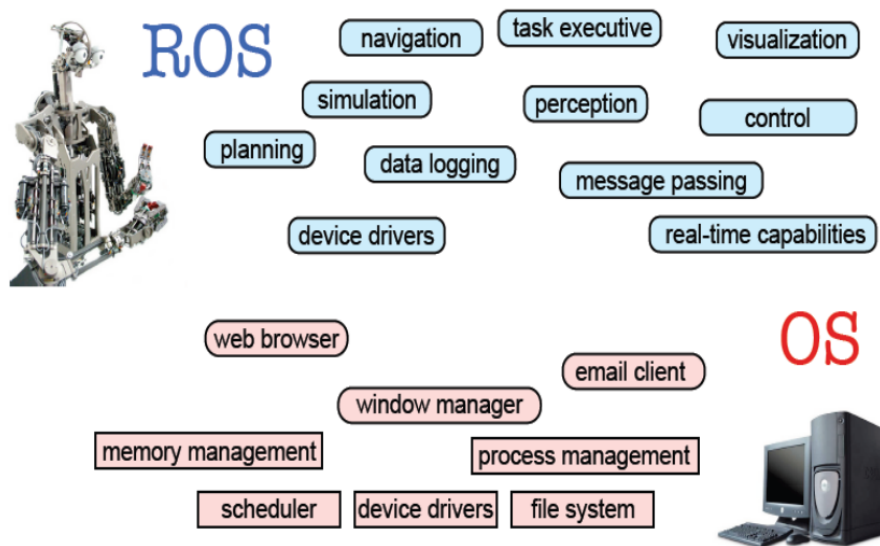 ROS
navigation
task executive
visualization
simulation
perception
control
planning
data logging
message passing
device drivers
real-time capabilities
OS
web browser
email client
window manager
memory management
process management
scheduler
device drivers
file system